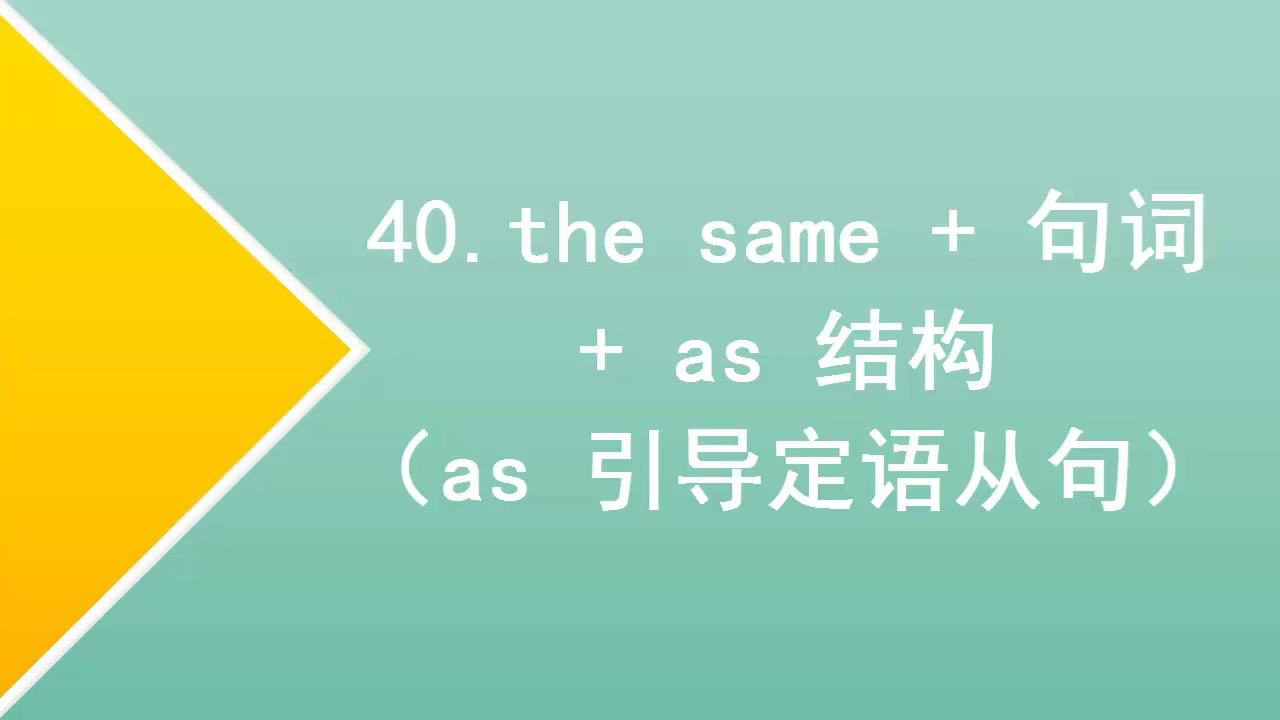 40.the same + 句词
+ as 结构
（as 引导定语从句）